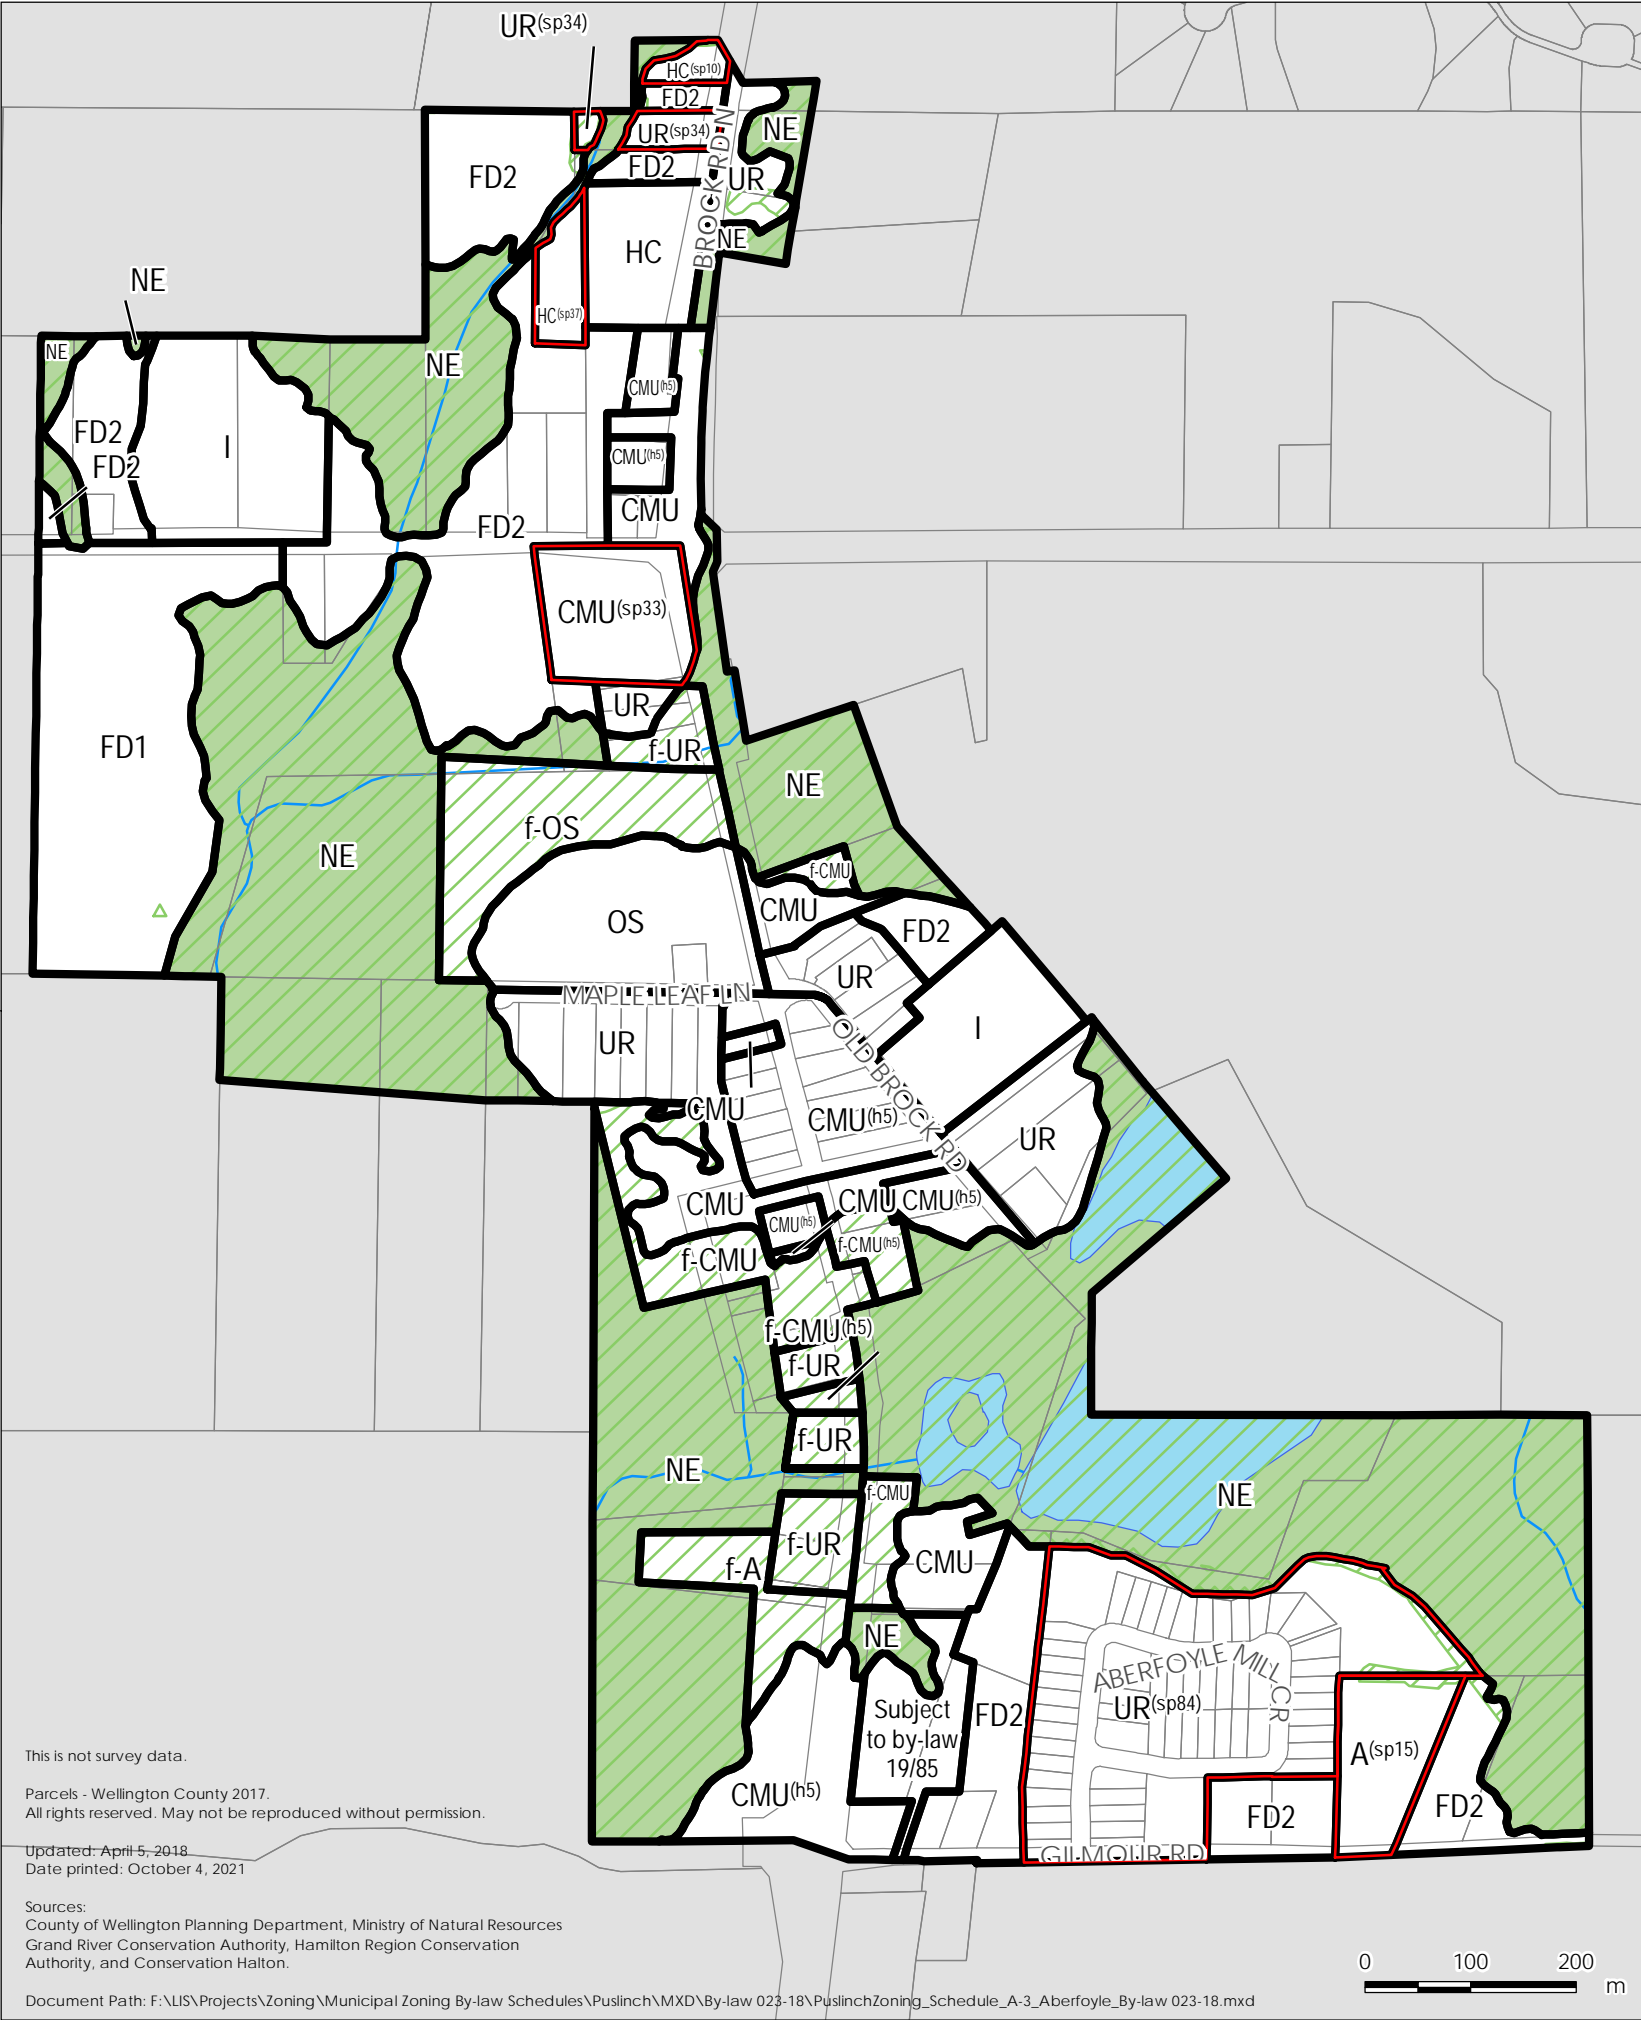 UR(sp34)
HC(sp10)
FD2
UR(sp34)
NE
FD2
FD2
UR
BROCK RD N
HC
NE
NE
HC(sp37)
NE
NE
CMU(h5)
FD2
I
FD2
CMU(h5)
CMU
FD2
CMU(sp33)
UR
FD1
f-UR
NE
f-OS
NE
f-CMU
CMU
OS
FD2
UR
MAPLE LEAF LN
I
UR
OLD BROCK RD
CMU
CMU(h5)
UR
CMU
CMU
CMU(h5)
CMU(h5)
f-CMU
f-CMU(h5)
f-CMU(h5)
f-UR
f-UR
NE
f-CMU
NE
f-UR
CMU
f-A
NE
ABERFOYLE MILL CR
Subject
to by-law
19/85
FD2
UR(sp84)
A(sp15)
CMU(h5)
FD2
FD2
GILMOUR RD
This is not survey data.
Parcels - Wellington County 2017.
All rights reserved. May not be reproduced without permission.
Updated: April 5, 2018
Date printed: October 4, 2021
Sources:
County of Wellington Planning Department, Ministry of Natural Resources
Grand River Conservation Authority, Hamilton Region Conservation
Authority, and Conservation Halton.
0 100 200
m
Document Path: F:\LIS\Projects\Zoning\Municipal Zoning By-law Schedules\Puslinch\MXD\By-law 023-18\PuslinchZoning_Schedule_A-3_Aberfoyle_By-law 023-18.mxd